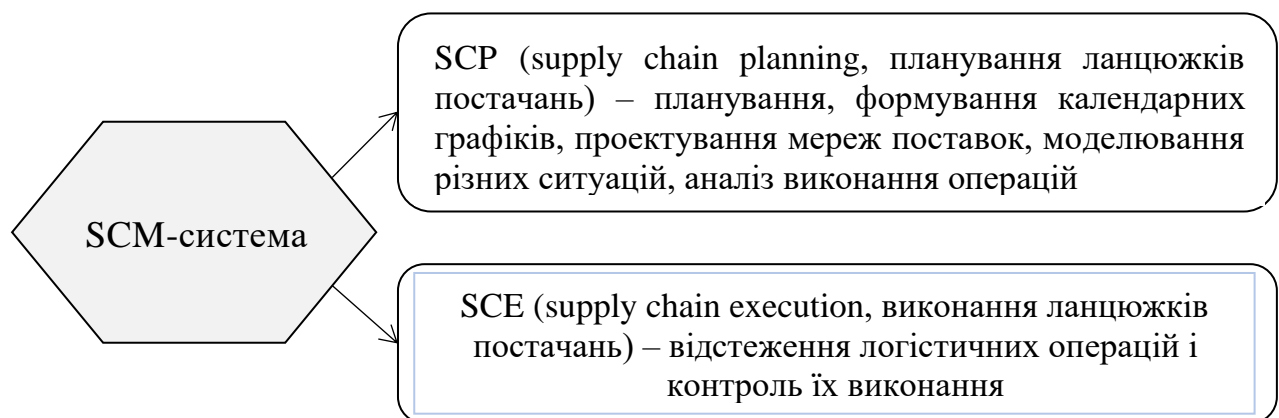 SCP (supply chain planning, планування ланцюжків
постачань) – планування, формування календарних
графіків, проектування мереж поставок, моделювання
різних ситуацій, аналіз виконання операцій
SCM-система
SCE (supply chain execution, виконання ланцюжків
постачань) – відстеження логістичних операцій і
контроль їх виконання